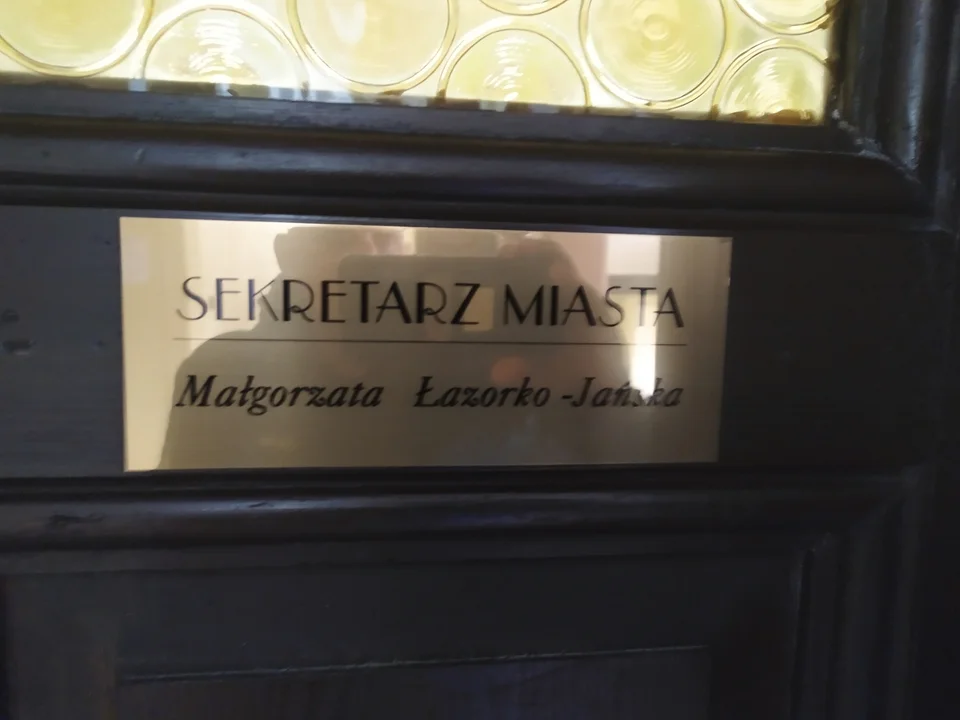 SEKRETARZ MIASTA
Małgorzata Łazorko -Jańska